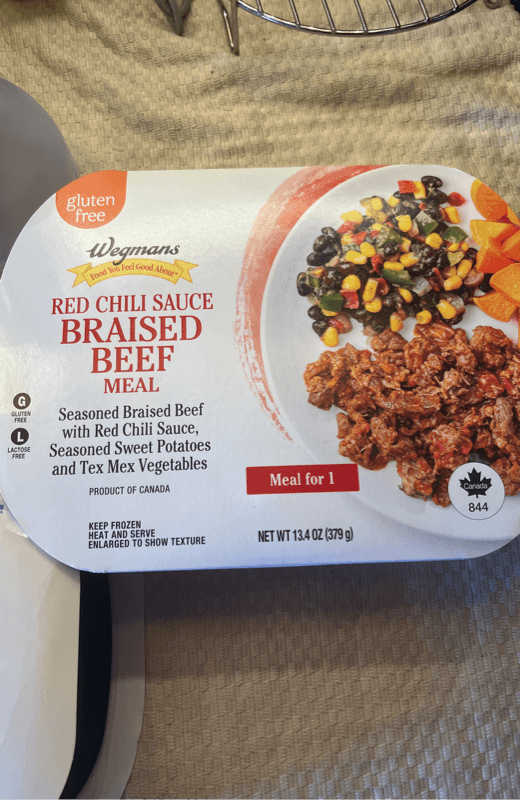 gluten
free
Wegmans
Food You Feel Good About™
RED CHILI SAUCE
BRAISED
BEEF
MEAL
G
GLUTEN
FREE
L
LACTOSE
FREE
Seasoned Braised Beef
with Red Chili Sauce,
Seasoned Sweet Potatoes
and Tex Mex Vegetables
PRODUCT OF CANADA
Meal for 1
KEEP FROZEN
HEAT AND SERVE
ENLARGED TO SHOW TEXTURE
NET WT 13.4 OZ (379 g)
Canada
844